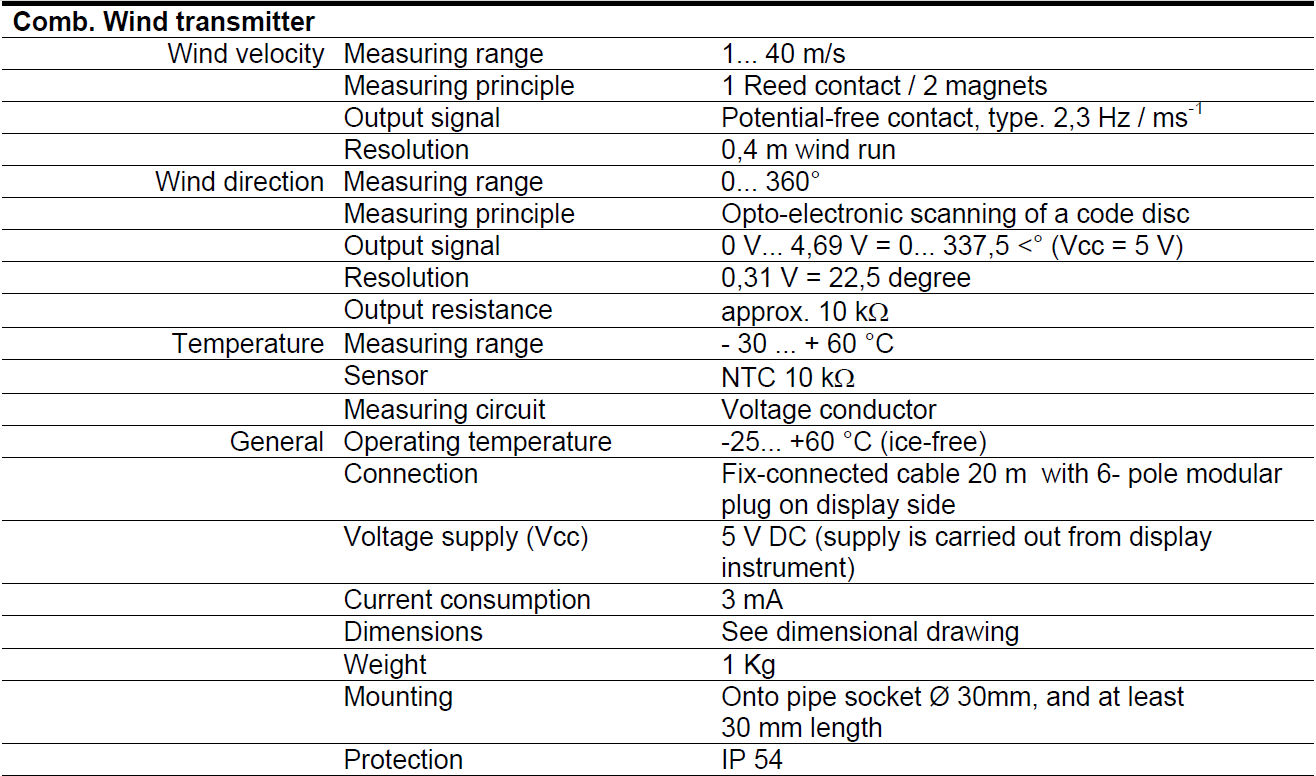 Comb. Wind transmitter
Wind velocity Measuring range 1... 40 m/s
Measuring principle 1 Reed contact / 2 magnets
Output signal Potential-free contact, type. 2,3 Hz / ms⁻¹
Resolution 0,4 m wind run
Wind direction Measuring range 0... 360°
Measuring principle Opto-electronic scanning of a code disc
Output signal 0 V... 4,69 V = 0... 337,5 <° (Vcc = 5 V)
Resolution 0,31 V = 22,5 degree
Output resistance approx. 10 kΩ
Temperature Measuring range - 30 ... + 60 °C
Sensor NTC 10 kΩ
Measuring circuit Voltage conductor
General Operating temperature -25... +60 °C (ice-free)
Connection Fix-connected cable 20 m with 6- pole modular
plug on display side
Voltage supply (Vcc) 5 V DC (supply is carried out from display
instrument)
Current consumption 3 mA
Dimensions See dimensional drawing
Weight 1 Kg
Mounting Onto pipe socket Ø 30mm, and at least
30 mm length
Protection IP 54